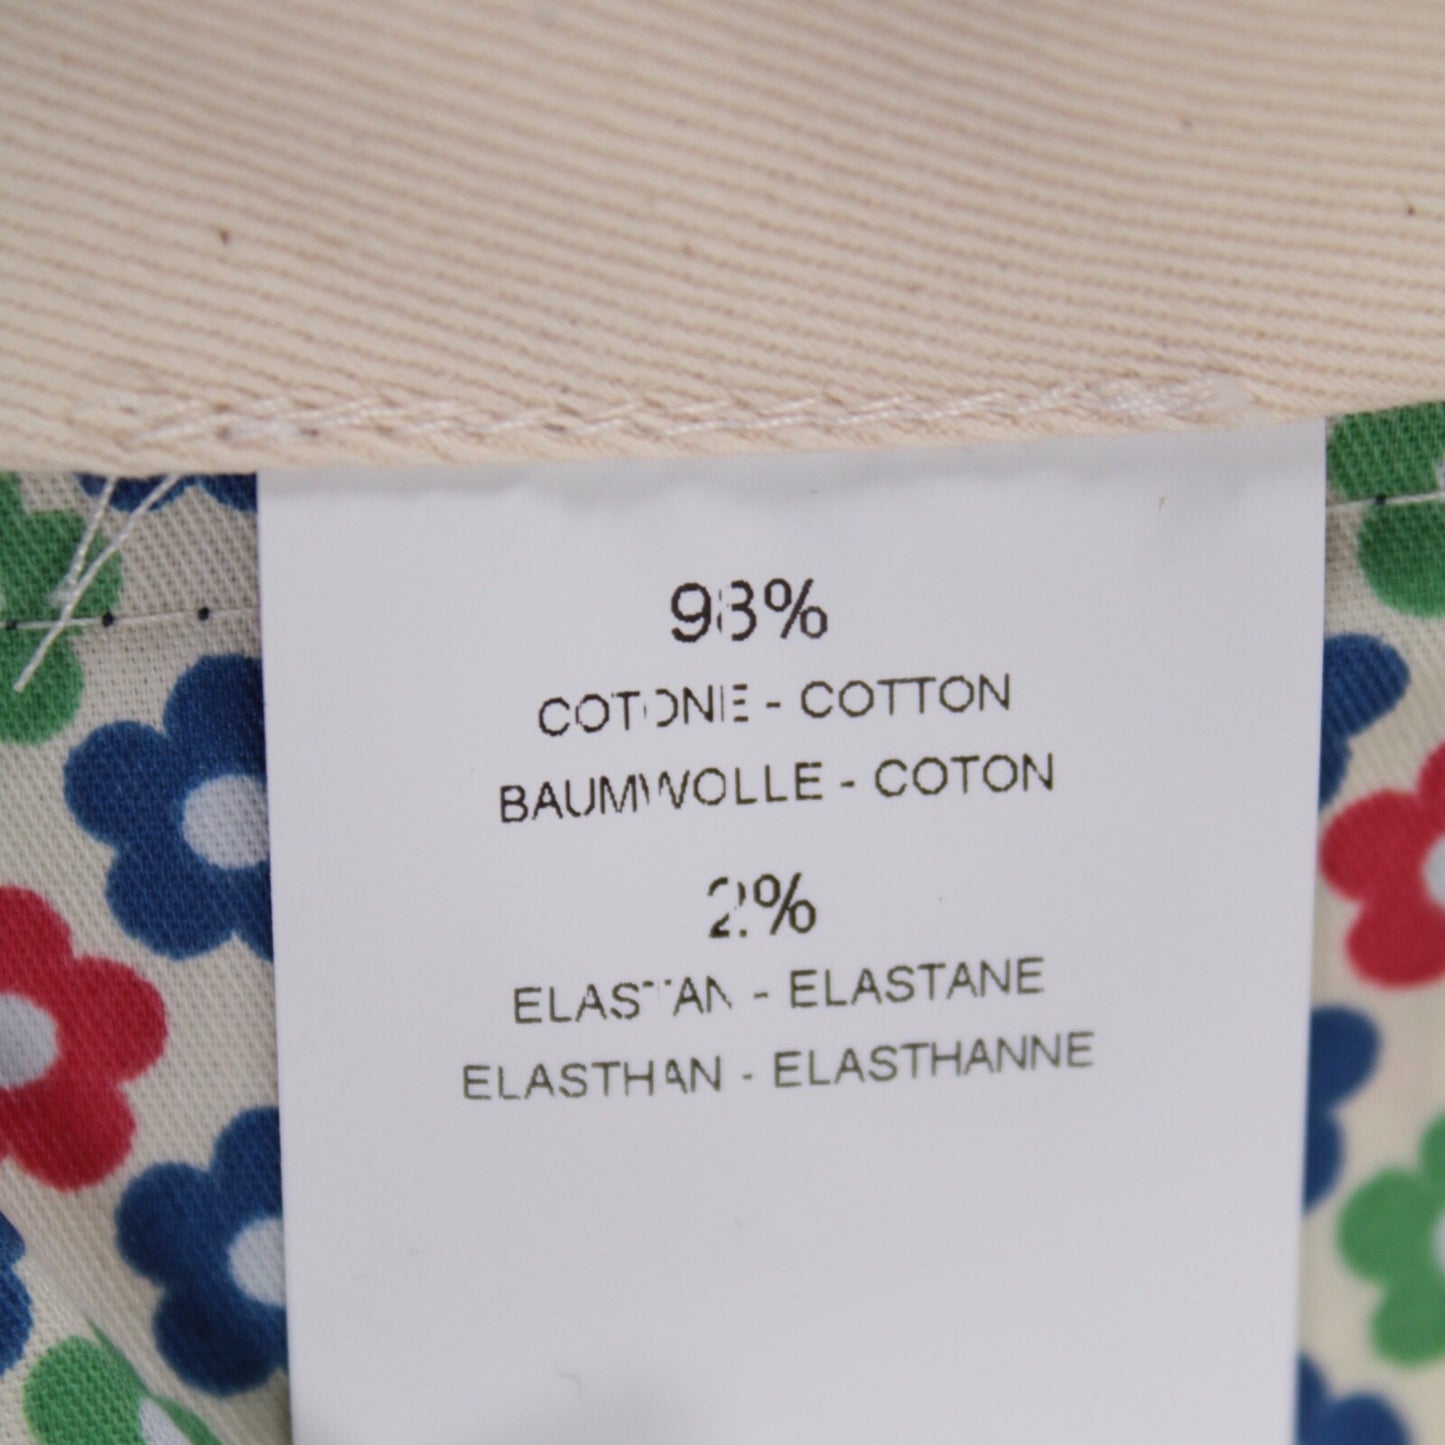 98%
COTONE - COTTON
BAUMWOLLE - COTON
2%
ELASTAN - ELASTANE
ELASTHAN - ELASTHANNE